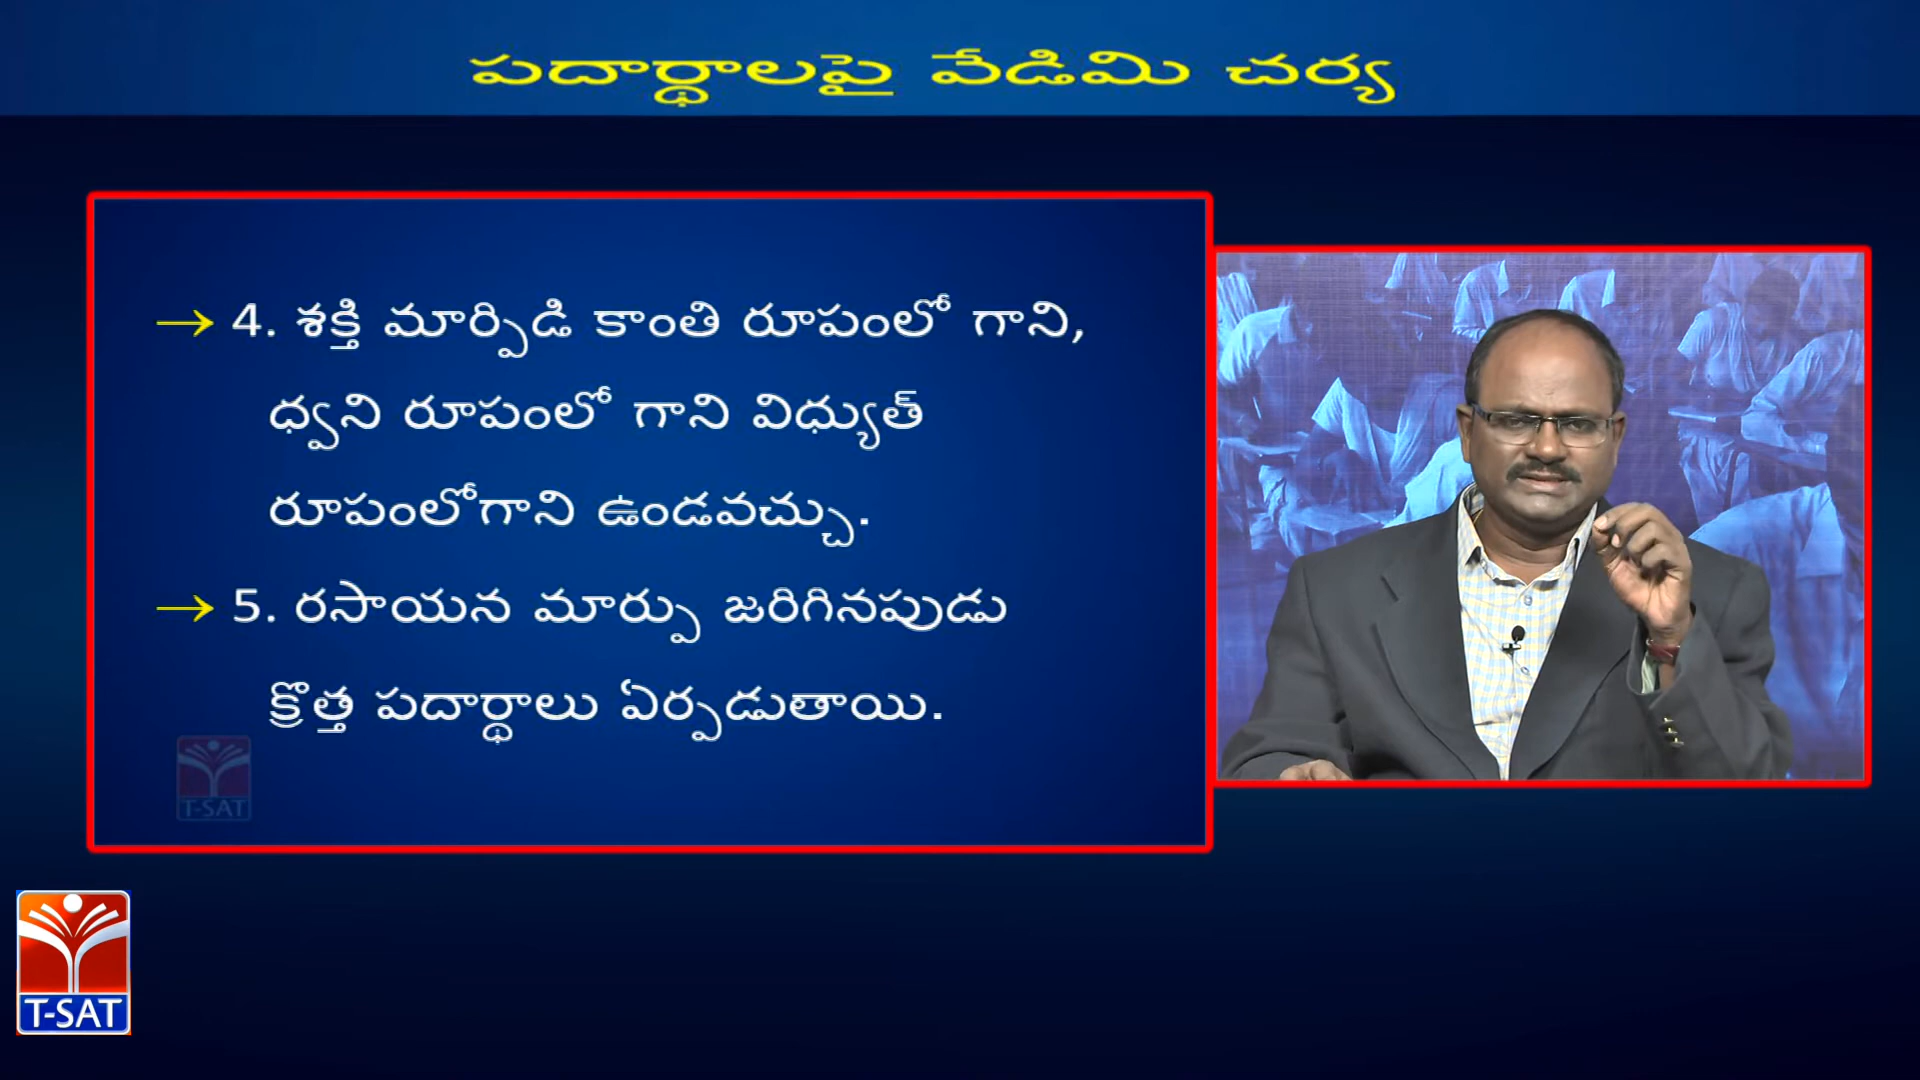 పదార్థాలపై వేడిమి చర్య
→ 4. శక్తి మార్పిడి కాంతి రూపంలో గాని,
ధ్వని రూపంలో గాని విధ్యుత్
రూపంలోగాని ఉండవచ్చు.
→ 5. రసాయన మార్పు జరిగినపుడు
క్రొత్త పదార్థాలు ఏర్పడుతాయి.
T-SAT
T-SAT